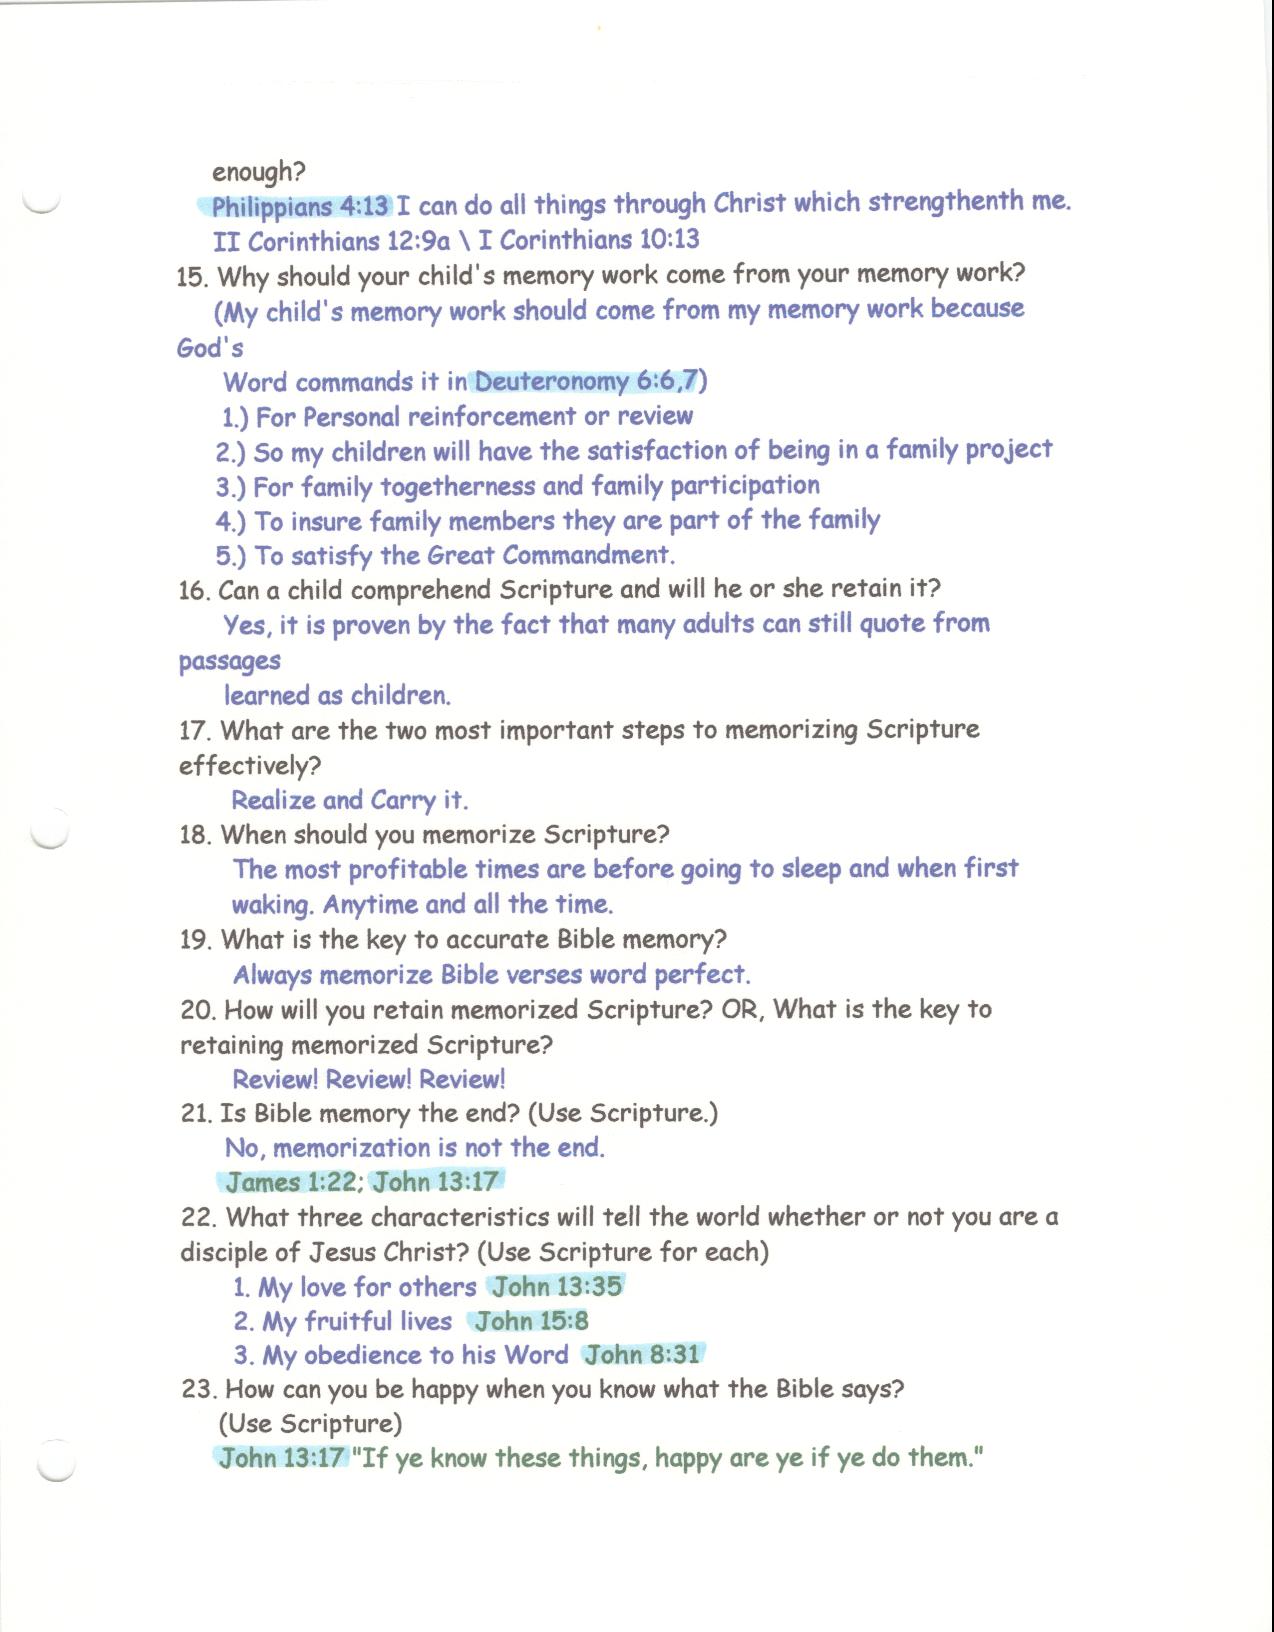 enough?
Philippians 4:13 I can do all things through Christ which strengthenth me.
II Corinthians 12:9a \ I Corinthians 10:13
15. Why should your child's memory work come from your memory work?
(My child's memory work should come from my memory work because
God's
Word commands it in Deuteronomy 6:6,7)
1.) For Personal reinforcement or review
2.) So my children will have the satisfaction of being in a family project
3.) For family togetherness and family participation
4.) To insure family members they are part of the family
5.) To satisfy the Great Commandment.
16. Can a child comprehend Scripture and will he or she retain it?
Yes, it is proven by the fact that many adults can still quote from
passages
learned as children.
17. What are the two most important steps to memorizing Scripture
effectively?
Realize and Carry it.
18. When should you memorize Scripture?
The most profitable times are before going to sleep and when first
waking. Anytime and all the time.
19. What is the key to accurate Bible memory?
Always memorize Bible verses word perfect.
20. How will you retain memorized Scripture? OR, What is the key to
retaining memorized Scripture?
Review! Review! Review!
21. Is Bible memory the end? (Use Scripture.)
No, memorization is not the end.
James 1:22; John 13:17
22. What three characteristics will tell the world whether or not you are a
disciple of Jesus Christ? (Use Scripture for each)
1. My love for others John 13:35
2. My fruitful lives John 15:8
3. My obedience to his Word John 8:31
23. How can you be happy when you know what the Bible says?
(Use Scripture)
John 13:17 "If ye know these things, happy are ye if ye do them."